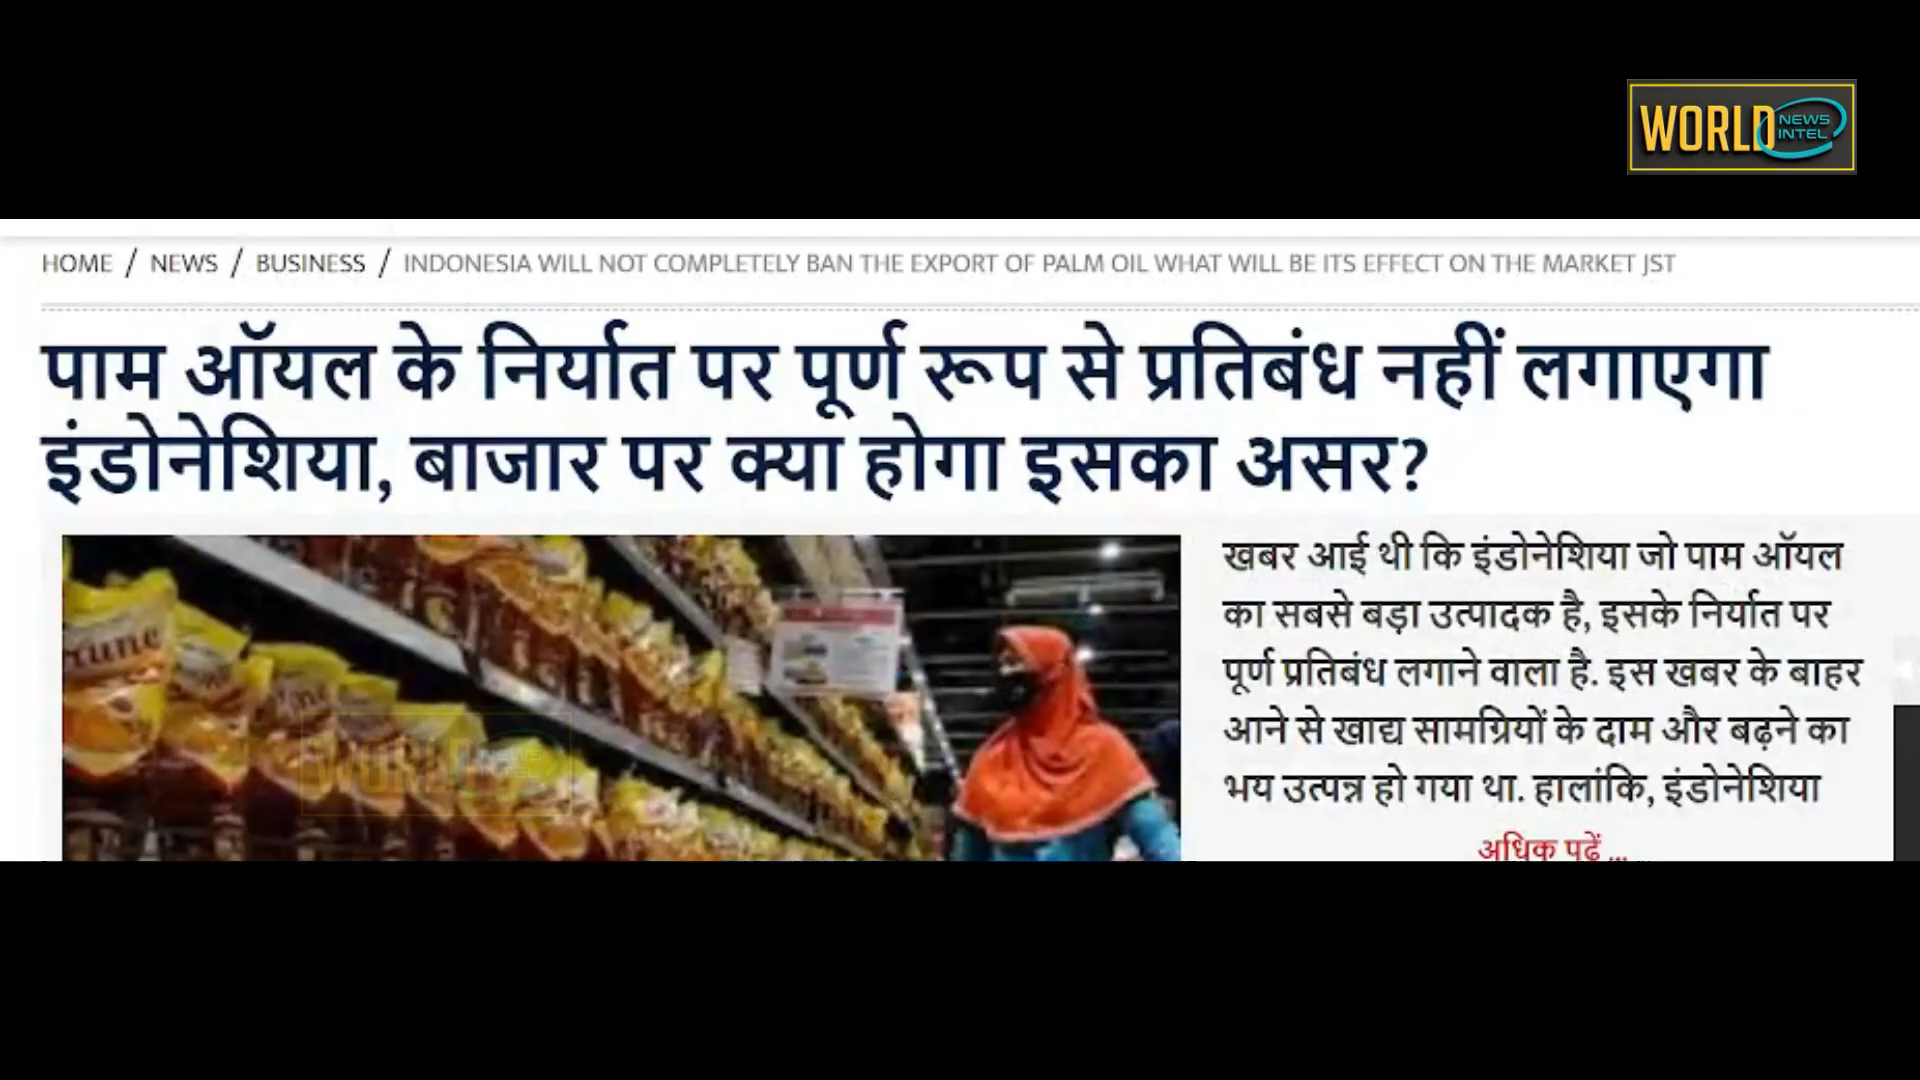 WORLD NEWS INTEL
HOME / NEWS / BUSINESS / INDONESIA WILL NOT COMPLETELY BAN THE EXPORT OF PALM OIL WHAT WILL BE ITS EFFECT ON THE MARKET JST
पाम ऑयल के निर्यात पर पूर्ण रूप से प्रतिबंध नहीं लगाएगा
इंडोनेशिया, बाजार पर क्या होगा इसका असर?
खबर आई थी कि इंडोनेशिया जो पाम ऑयल
का सबसे बड़ा उत्पादक है, इसके निर्यात पर
पूर्ण प्रतिबंध लगाने वाला है. इस खबर के बाहर
आने से खाद्य सामग्रियों के दाम और बढ़ने का
भय उत्पन्न हो गया था. हालांकि, इंडोनेशिया
अधिक पढ़ें ...
WORLD NEWS INTEL